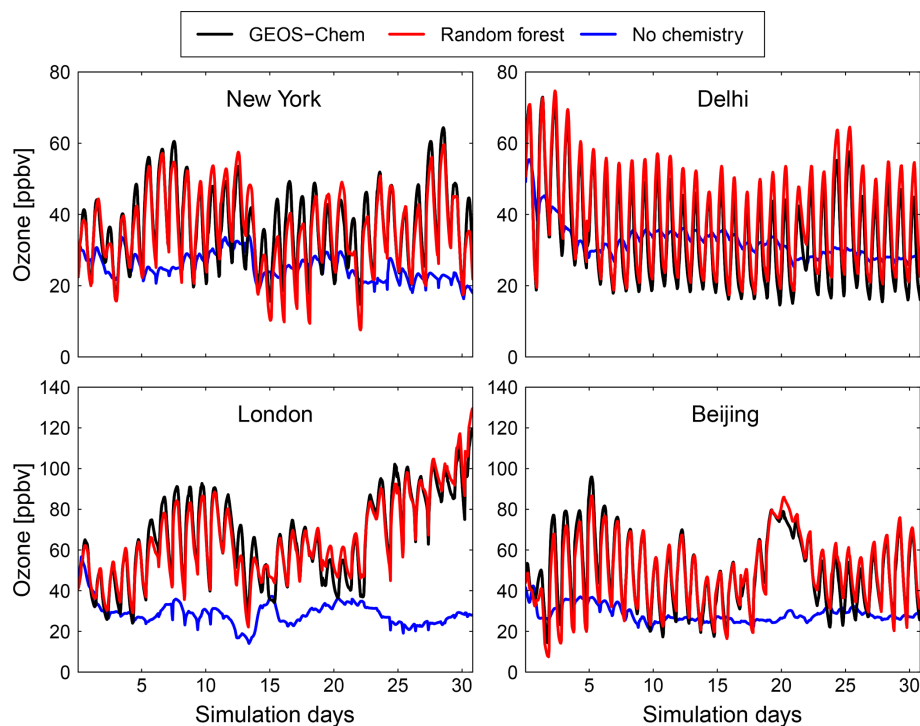 GEOS−Chem Random forest No chemistry
New York
Delhi
Ozone [ppbv]
80
60
40
20
0
80
60
40
20
0
London
Beijing
Ozone [ppbv]
140
120
100
80
60
40
20
0
140
120
100
80
60
40
20
0
5 10 15 20 25 30
5 10 15 20 25 30
Simulation days
Simulation days